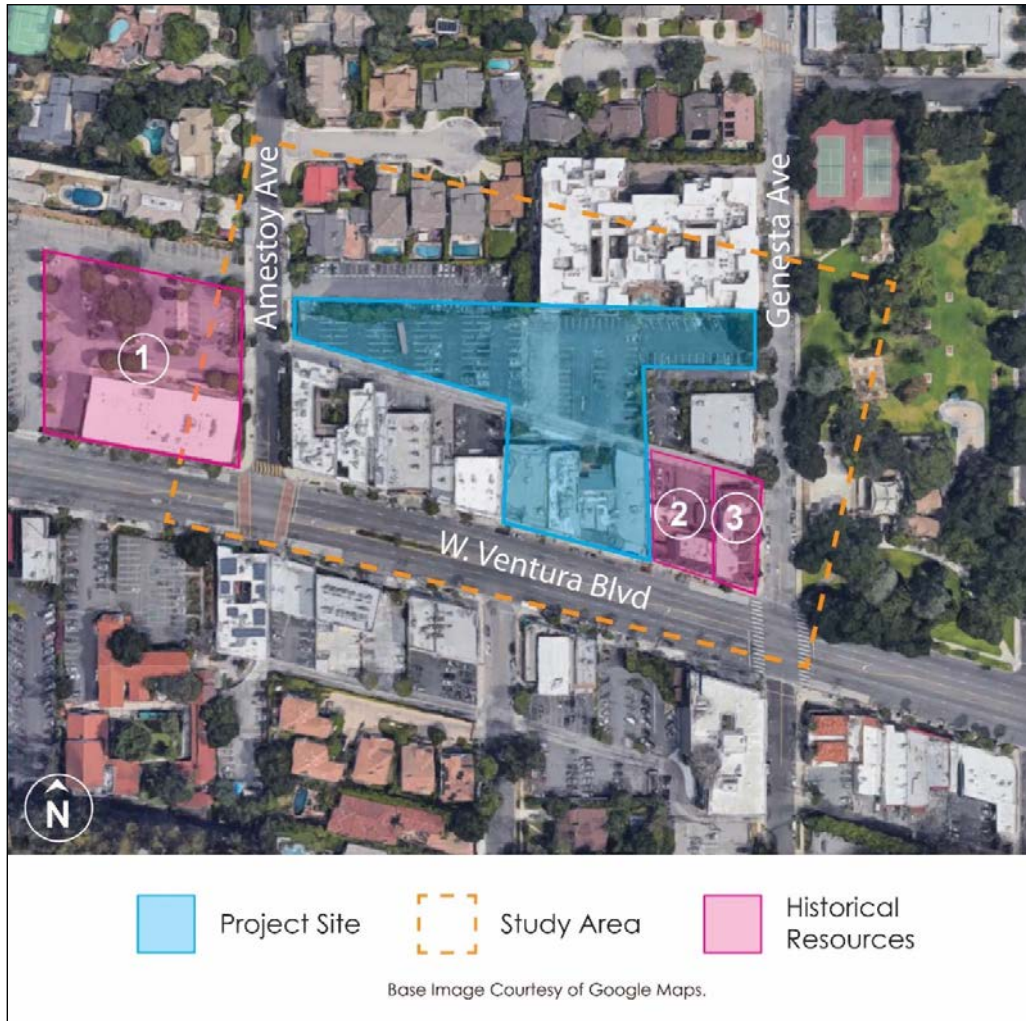 Amestoy Ave
Genesta Ave
1
2
3
W. Ventura Blvd
N
Project Site
Study Area
Historical
Resources
Base Image Courtesy of Google Maps.